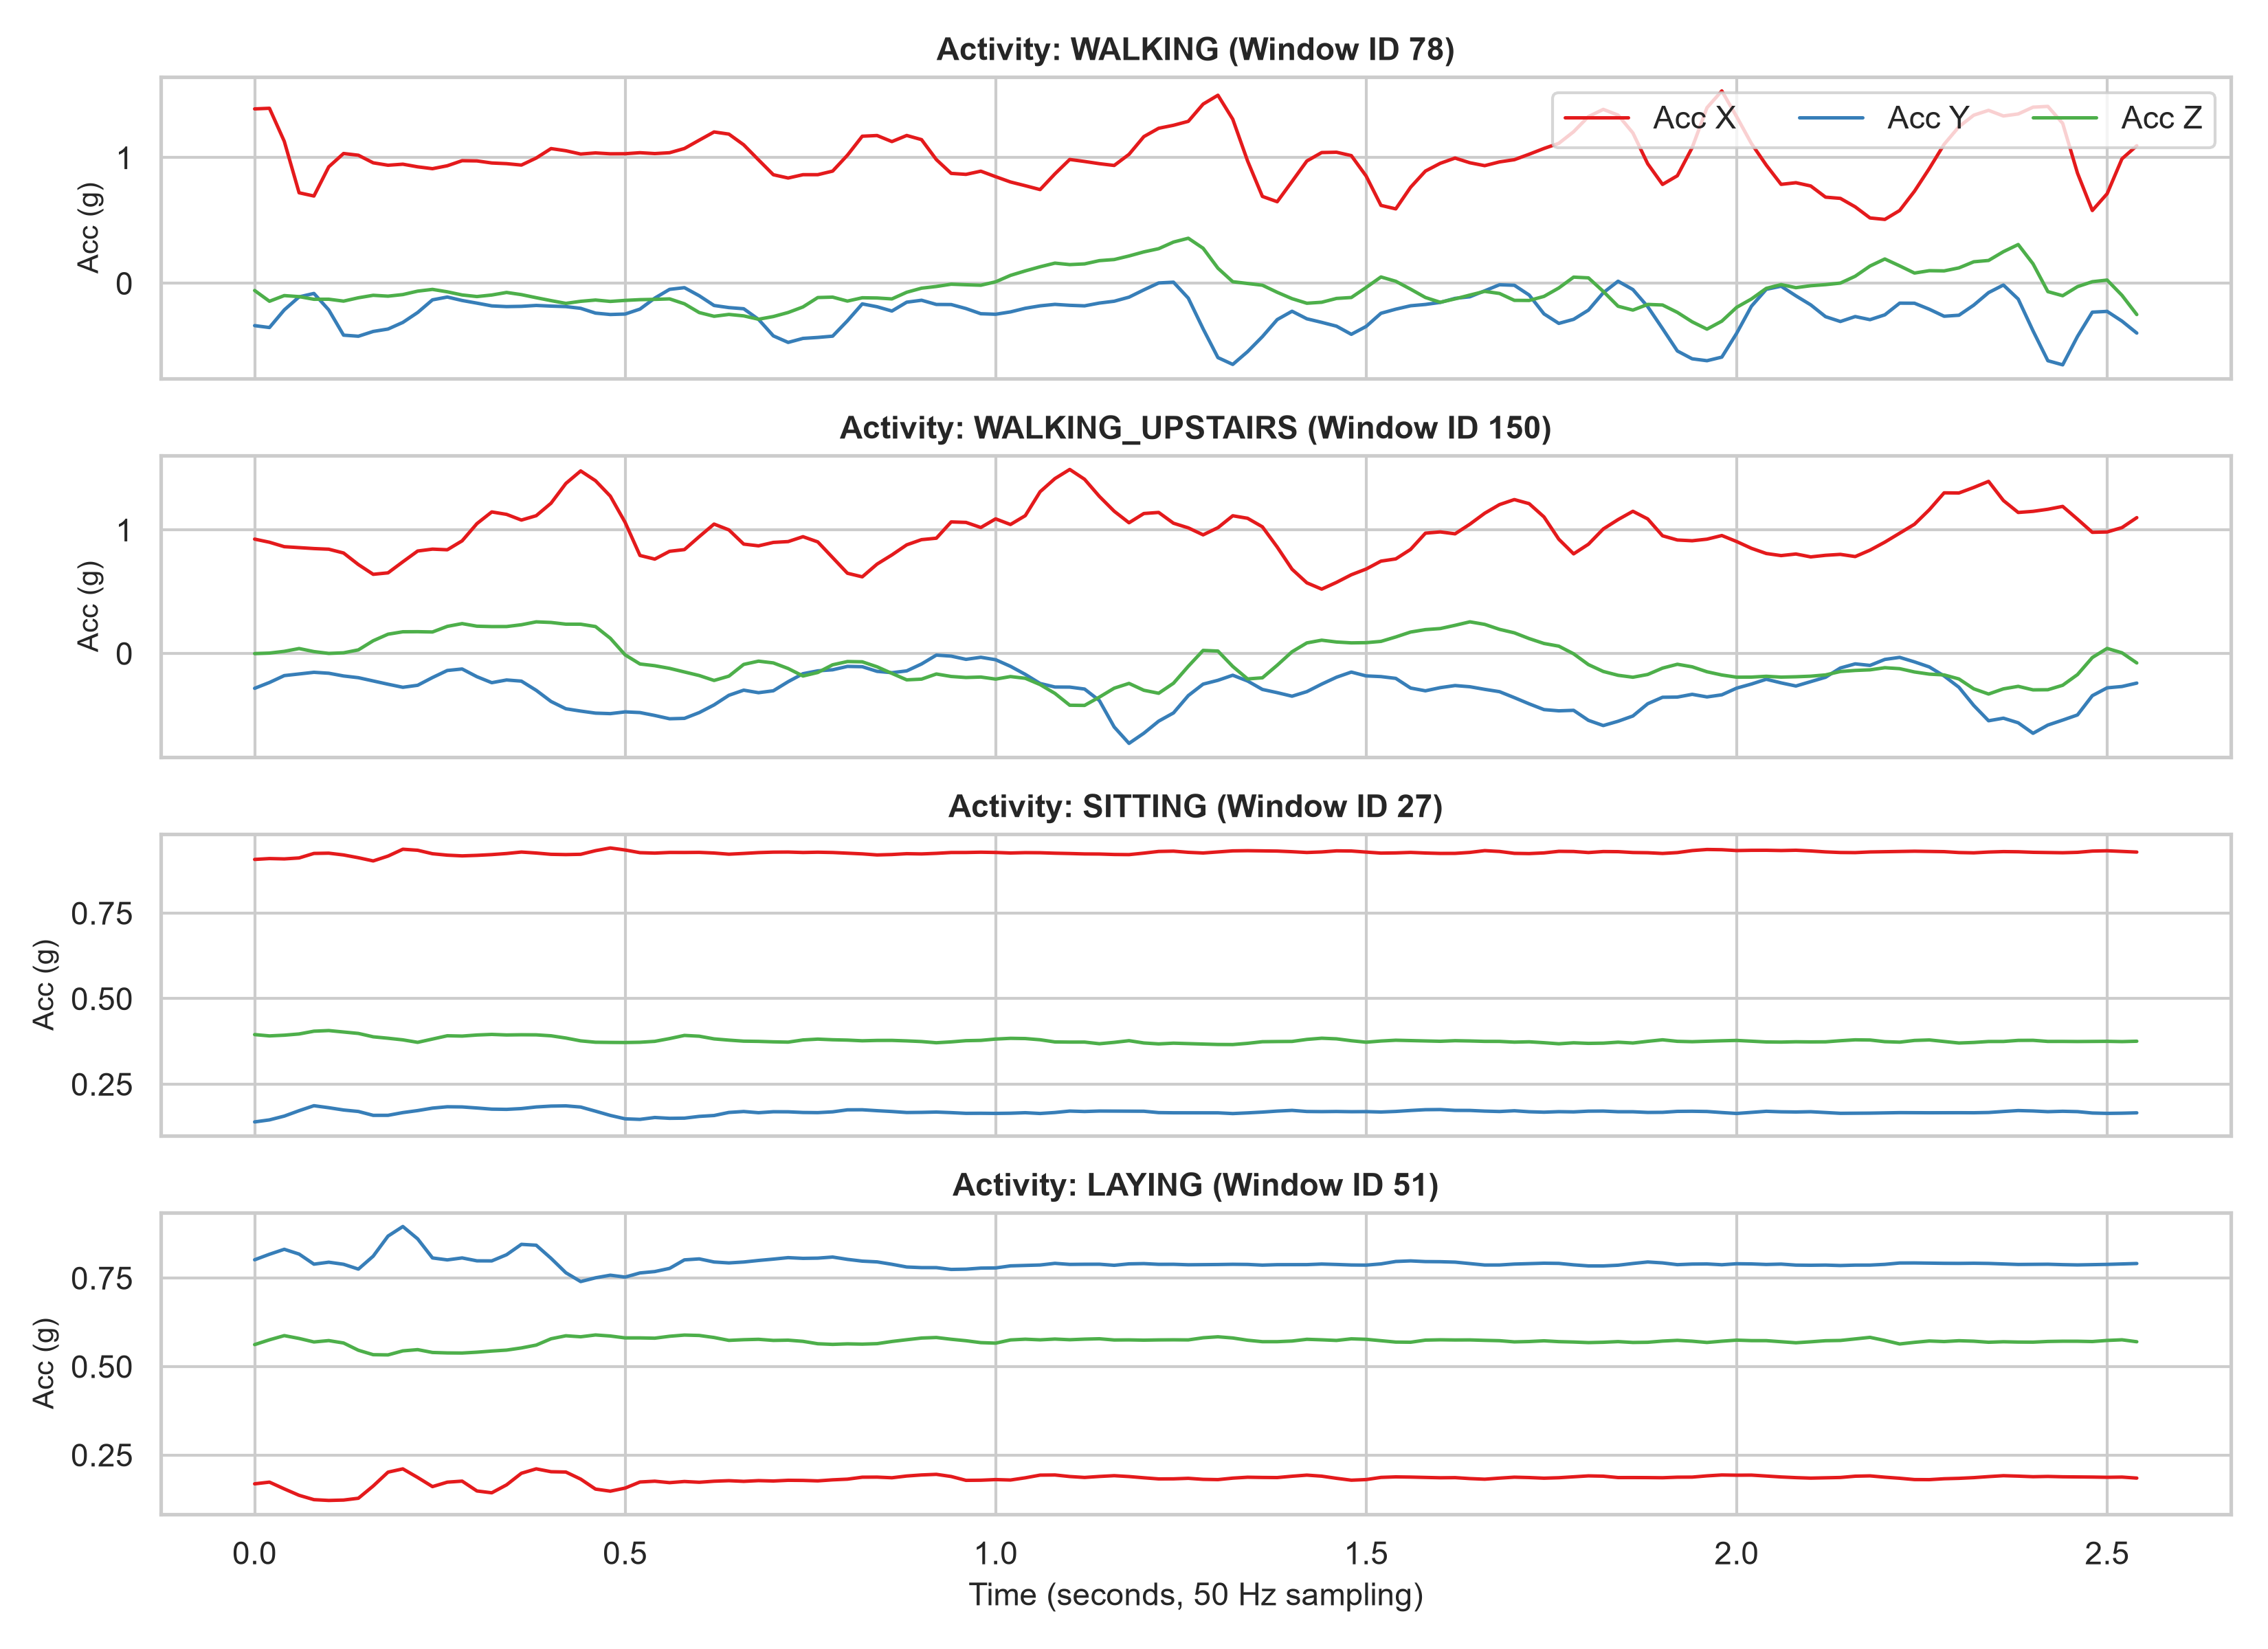 Activity: WALKING (Window ID 78)
Acc X Acc Y Acc Z
1
0
Acc (g)
Activity: WALKING_UPSTAIRS (Window ID 150)
1
0
Acc (g)
Activity: SITTING (Window ID 27)
0.75
0.50
0.25
Acc (g)
Activity: LAYING (Window ID 51)
0.75
0.50
0.25
Acc (g)
0.0 0.5 1.0 1.5 2.0 2.5
Time (seconds, 50 Hz sampling)